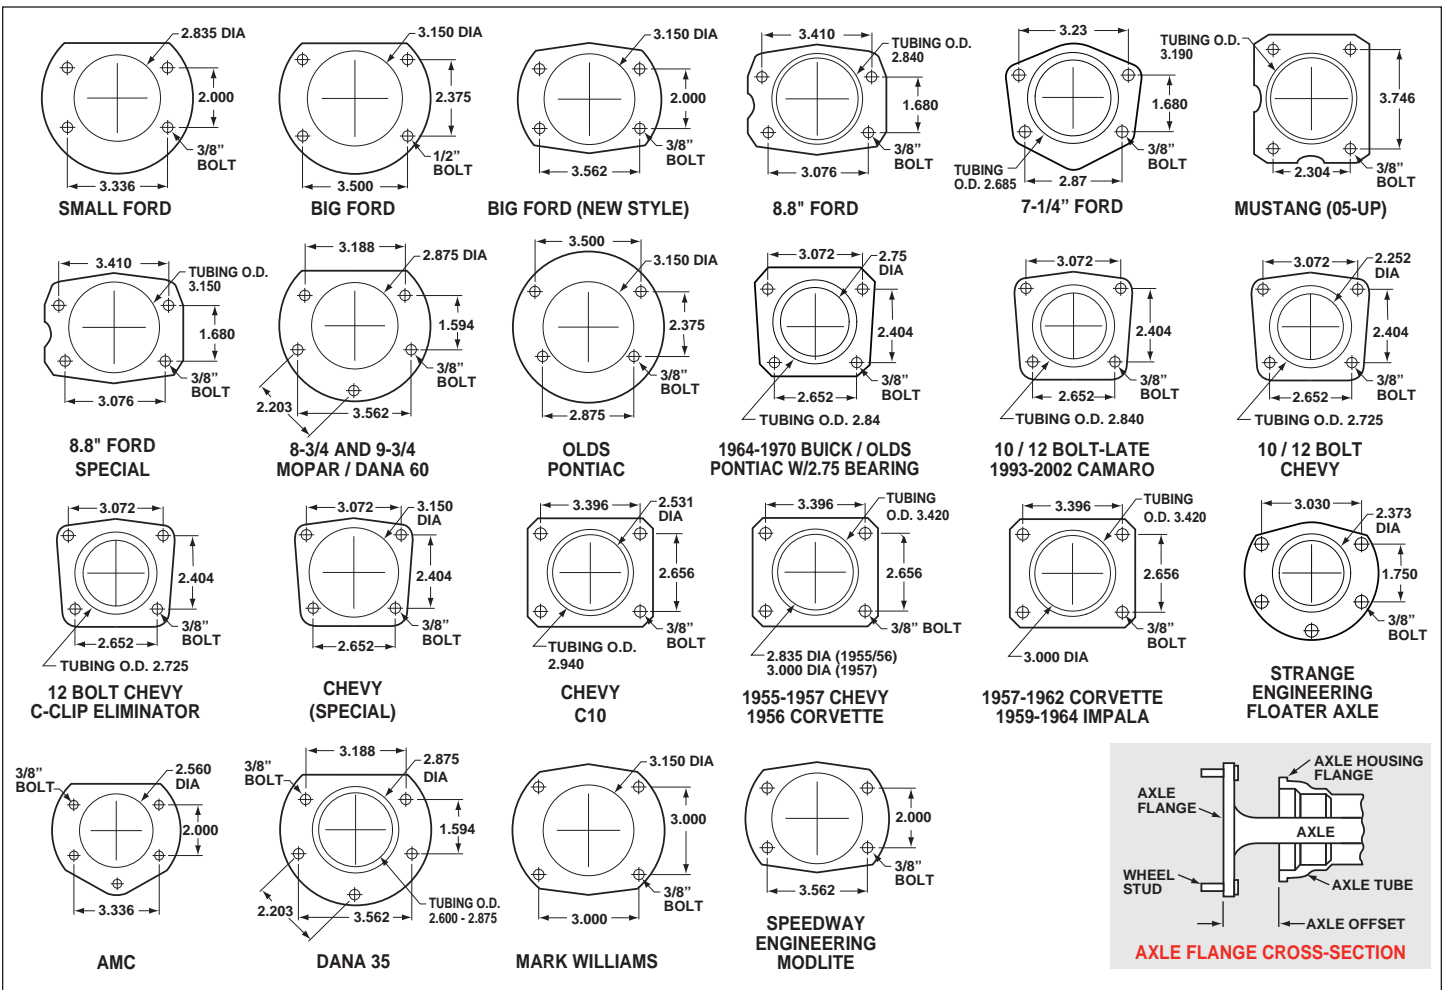 2.835 DIA
2.000
3/8”
BOLT
3.336
SMALL FORD
3.150 DIA
2.375
1/2”
BOLT
3.500
BIG FORD
3.150 DIA
2.000
3/8”
BOLT
3.562
BIG FORD (NEW STYLE)
3.410
TUBING O.D.
2.840
1.680
3/8”
BOLT
3.076
8.8" FORD
3.23
1.680
3/8”
BOLT
TUBING
O.D. 2.685
2.87
7-1/4” FORD
TUBING O.D.
3.190
3.746
3/8”
BOLT
2.304
MUSTANG (05-UP)
3.410
TUBING O.D.
3.150
1.680
3/8”
BOLT
3.076
8.8" FORD
SPECIAL
3.188
2.875 DIA
1.594
3/8”
BOLT
2.203
3.562
8-3/4 AND 9-3/4
MOPAR / DANA 60
3.500
3.150 DIA
2.375
3/8”
BOLT
2.875
OLDS
PONTIAC
3.072
2.75
DIA
2.404
3/8”
BOLT
2.652
TUBING O.D. 2.84
1964-1970 BUICK / OLDS
PONTIAC W/2.75 BEARING
3.072
2.404
3/8”
BOLT
2.652
TUBING O.D. 2.840
10 / 12 BOLT-LATE
1993-2002 CAMARO
3.072
2.252
DIA
2.404
3/8”
BOLT
2.652
TUBING O.D. 2.725
10 / 12 BOLT
CHEVY
3.072
2.404
3/8”
BOLT
2.652
TUBING O.D. 2.725
12 BOLT CHEVY
C-CLIP ELIMINATOR
3.072
3.150
DIA
2.404
3/8”
BOLT
2.652
CHEVY
(SPECIAL)
3.396
2.531
DIA
2.656
3/8”
BOLT
TUBING O.D.
2.940
CHEVY
C10
3.396
TUBING
O.D. 3.420
2.656
3/8” BOLT
2.835 DIA (1955/56)
3.000 DIA (1957)
1955-1957 CHEVY
1956 CORVETTE
3.396
TUBING
O.D. 3.420
2.656
3/8”
BOLT
3.000 DIA
1957-1962 CORVETTE
1959-1964 IMPALA
3.030
2.373
DIA
1.750
3/8”
BOLT
STRANGE
ENGINEERING
FLOATER AXLE
3/8”
BOLT
2.560
DIA
2.000
3.336
AMC
3/8”
BOLT
3.188
2.875
DIA
1.594
2.203
3.562
TUBING O.D.
2.600 - 2.875
DANA 35
3.150 DIA
3.000
3/8”
BOLT
3.000
MARK WILLIAMS
2.000
3/8”
BOLT
3.562
SPEEDWAY
ENGINEERING
MODLITE
AXLE HOUSING
FLANGE
AXLE
FLANGE
AXLE
WHEEL
STUD
AXLE TUBE
AXLE OFFSET
AXLE FLANGE CROSS-SECTION